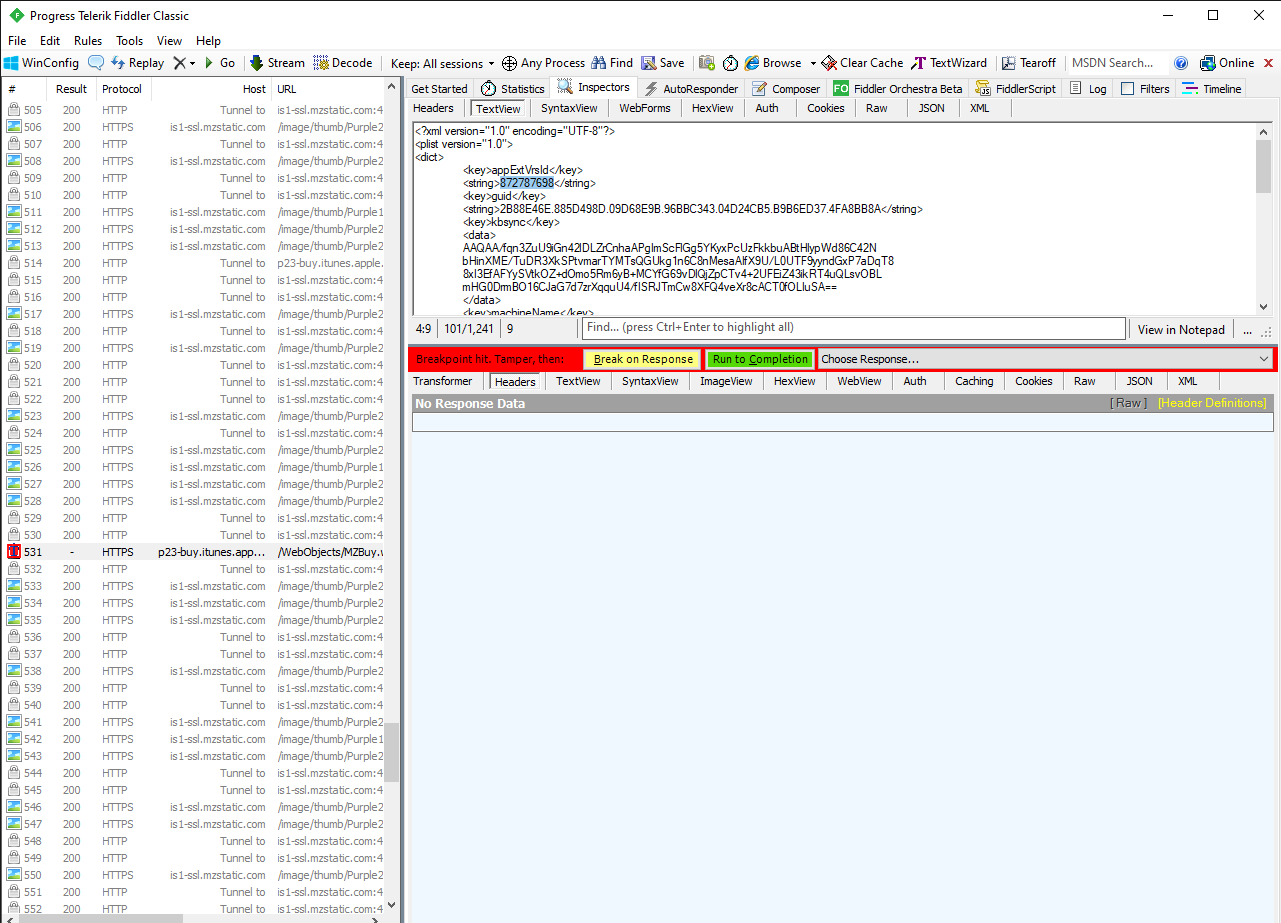 Progress Telerik Fiddler Classic
File Edit Rules Tools View Help
WinConfig Replay Go Stream Decode Keep: All sessions Any Process Find Save Browse Clear Cache TextWizard Tearoff MSDN Search... Online
# Result Protocol Host URL
505 200 HTTP Tunnel to is1-ssl.mzstatic.com:4
506 200 HTTPS is1-ssl.mzstatic.com /image/thumb/Purple2
507 200 HTTP Tunnel to is1-ssl.mzstatic.com:4
508 200 HTTPS is1-ssl.mzstatic.com /image/thumb/Purple2
509 200 HTTP Tunnel to is1-ssl.mzstatic.com:4
510 200 HTTP Tunnel to is1-ssl.mzstatic.com:4
511 200 HTTPS is1-ssl.mzstatic.com /image/thumb/Purple1
512 200 HTTPS is1-ssl.mzstatic.com /image/thumb/Purple2
513 200 HTTPS is1-ssl.mzstatic.com /image/thumb/Purple2
514 200 HTTP Tunnel to p23-buy.itunes.apple.
515 200 HTTP Tunnel to is1-ssl.mzstatic.com:4
516 200 HTTP Tunnel to is1-ssl.mzstatic.com:4
517 200 HTTPS is1-ssl.mzstatic.com /image/thumb/Purple2
518 200 HTTP Tunnel to is1-ssl.mzstatic.com:4
519 200 HTTPS is1-ssl.mzstatic.com /image/thumb/Purple2
520 200 HTTP Tunnel to is1-ssl.mzstatic.com:4
521 200 HTTP Tunnel to is1-ssl.mzstatic.com:4
522 200 HTTP Tunnel to is1-ssl.mzstatic.com:4
523 200 HTTPS is1-ssl.mzstatic.com /image/thumb/Purple2
524 200 HTTP Tunnel to is1-ssl.mzstatic.com:4
525 200 HTTPS is1-ssl.mzstatic.com /image/thumb/Purple2
526 200 HTTPS is1-ssl.mzstatic.com /image/thumb/Purple1
527 200 HTTPS is1-ssl.mzstatic.com /image/thumb/Purple2
528 200 HTTPS is1-ssl.mzstatic.com /image/thumb/Purple2
529 200 HTTP Tunnel to is1-ssl.mzstatic.com:4
530 200 HTTP Tunnel to is1-ssl.mzstatic.com:4
531 - HTTPS p23-buy.itunes.app... /WebObjects/MZBuy.w
532 200 HTTP Tunnel to is1-ssl.mzstatic.com:4
533 200 HTTPS is1-ssl.mzstatic.com /image/thumb/Purple2
534 200 HTTPS is1-ssl.mzstatic.com /image/thumb/Purple2
535 200 HTTPS is1-ssl.mzstatic.com /image/thumb/Purple2
536 200 HTTP Tunnel to is1-ssl.mzstatic.com:4
537 200 HTTP Tunnel to is1-ssl.mzstatic.com:4
538 200 HTTPS is1-ssl.mzstatic.com /image/thumb/Purple2
539 200 HTTP Tunnel to is1-ssl.mzstatic.com:4
540 200 HTTP Tunnel to is1-ssl.mzstatic.com:4
541 200 HTTPS is1-ssl.mzstatic.com /image/thumb/Purple2
542 200 HTTPS is1-ssl.mzstatic.com /image/thumb/Purple1
543 200 HTTPS is1-ssl.mzstatic.com /image/thumb/Purple2
544 200 HTTP Tunnel to is1-ssl.mzstatic.com:4
545 200 HTTP Tunnel to is1-ssl.mzstatic.com:4
546 200 HTTPS is1-ssl.mzstatic.com /image/thumb/Purple2
547 200 HTTPS is1-ssl.mzstatic.com /image/thumb/Purple2
548 200 HTTP Tunnel to is1-ssl.mzstatic.com:4
549 200 HTTP Tunnel to is1-ssl.mzstatic.com:4
550 200 HTTPS is1-ssl.mzstatic.com /image/thumb/Purple2
551 200 HTTP Tunnel to is1-ssl.mzstatic.com:4
552 200 HTTP Tunnel to is1-ssl.mzstatic.com:4
Get Started Statistics Inspectors AutoResponder Composer FO Fiddler Orchestra Beta FiddlerScript Log Filters Timeline
Headers TextView SyntaxView WebForms HexView Auth Cookies Raw JSON XML
<?xml version="1.0" encoding="UTF-8"?>
<plist version="1.0">
<dict>
<key>appExtVrsId</key>
<string>872787698</string>
<key>guid</key>
<string>2B88E46E.885D498D.09D68E9B.96BBC343.04D24CB5.B9B6ED37.4FA8BB8A</string>
<key>kbsync</key>
<data>
AAQAA/fqn3ZuU9iGn42lDLZrCnhaAPglmScFlGg5YKyxPcUzFkkbuABtHlypWd86C42N
bHinXME/TuDR3XkSPtvmarTYMTsQGUkg1n6C8nMesaAlfX9U/L0UTF9yyndGxP7aDqT8
8xI3EfAFYySVtkOZ+dOmo5Rm6yB+MCYfG69vDlQjZpCTv4+2UFEiZ43ikRT4uQLsvOBL
mHG0DmBO16CJaG7d7zrXqquU4/fISRJTmCw8XFQ4veXr8cACT0fOLIuSA==
</data>
<key>machineName</key>
4:9 101/1,241 9 Find... (press Ctrl+Enter to highlight all) View in Notepad ...
Breakpoint hit. Tamper, then: Break on Response Run to Completion Choose Response...
Transformer Headers TextView SyntaxView ImageView HexView WebView Auth Caching Cookies Raw JSON XML
No Response Data [ Raw ] [Header Definitions]